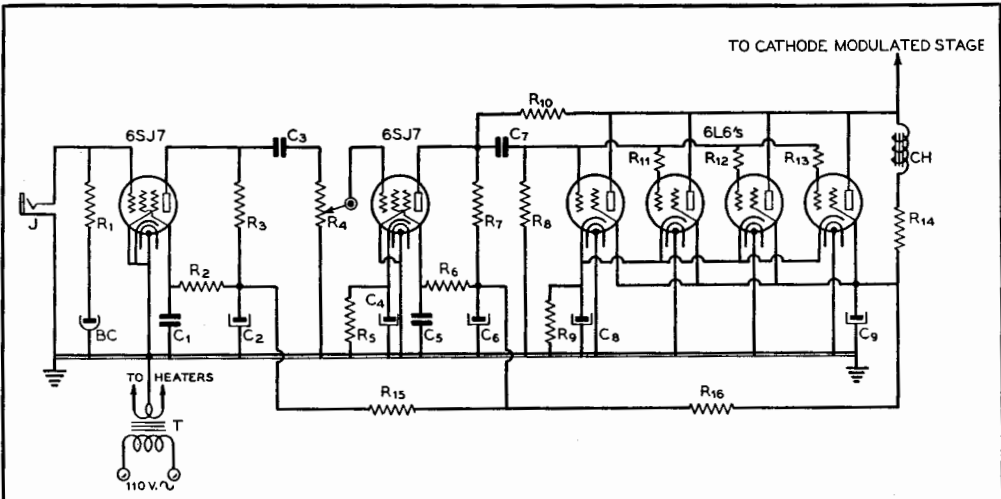 TO CATHODE MODULATED STAGE
R10
6SJ7
C3
6SJ7
C7
6L6's
R11
R12
R13
CH
J
R1
R3
R4
R7
R8
R14
R2
R6
C4
BC
C1
C2
R5
C5
C6
R9
C8
C9
TO HEATERS
R15
R16
T
110 V.~